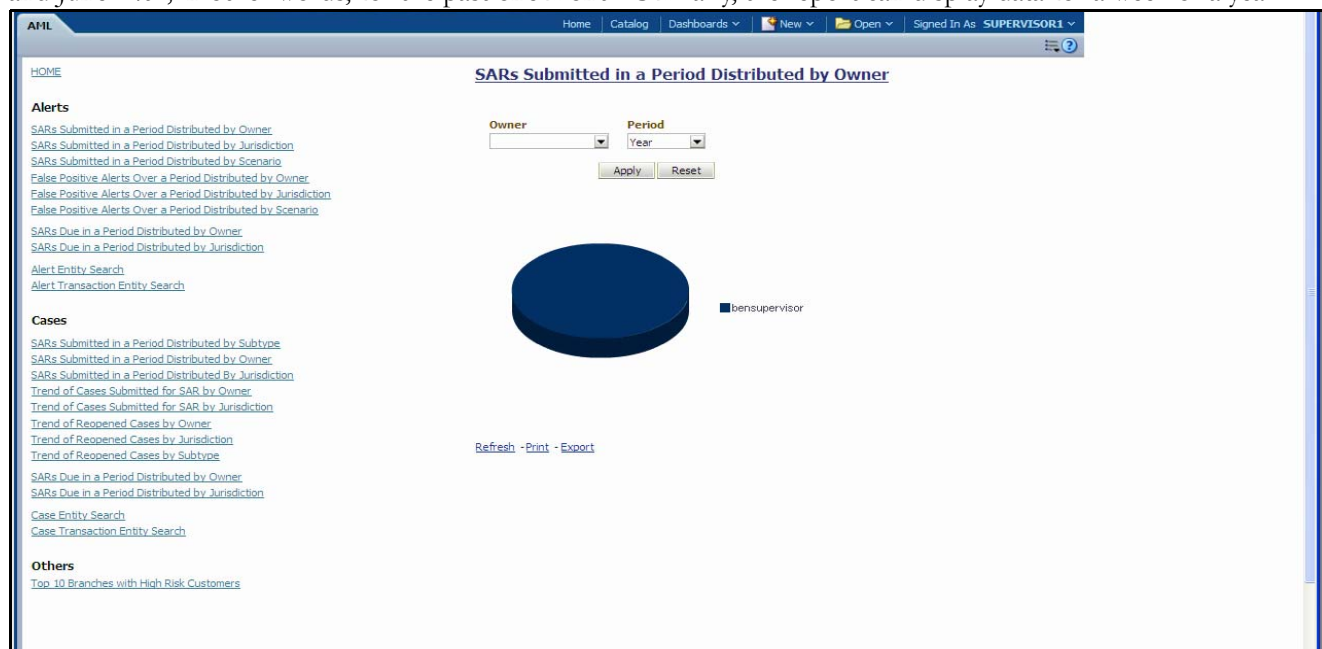 AML
Home Catalog Dashboards New Open Signed In As SUPERVISOR1
HOME
SARs Submitted in a Period Distributed by Owner
Alerts
SARs Submitted in a Period Distributed by Owner
SARs Submitted in a Period Distributed by Jurisdiction
SARs Submitted in a Period Distributed by Scenario
False Positive Alerts Over a Period Distributed by Owner
False Positive Alerts Over a Period Distributed by Jurisdiction
False Positive Alerts Over a Period Distributed by Scenario
SARs Due in a Period Distributed by Owner
SARs Due in a Period Distributed by Jurisdiction
Alert Entity Search
Alert Transaction Entity Search
Cases
SARs Submitted in a Period Distributed by Subtype
SARs Submitted in a Period Distributed by Owner
SARs Submitted in a Period Distributed By Jurisdiction
Trend of Cases Submitted for SAR by Owner
Trend of Cases Submitted for SAR by Jurisdiction
Trend of Reopened Cases by Owner
Trend of Reopened Cases by Jurisdiction
Trend of Reopened Cases by Subtype
SARs Due in a Period Distributed by Owner
SARs Due in a Period Distributed by Jurisdiction
Case Entity Search
Case Transaction Entity Search
Others
Top 10 Branches with High Risk Customers
Owner Period
Year
Apply Reset
bensupervisor
Refresh - Print - Export